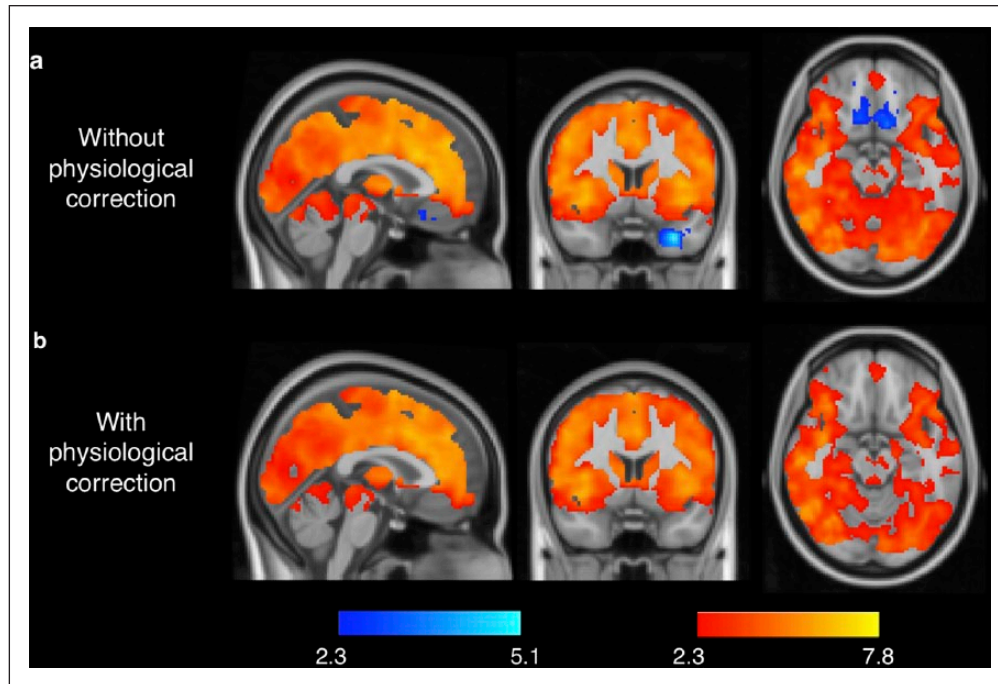 a
Without
physiological
correction
b
With
physiological
correction
2.3 5.1 2.3 7.8